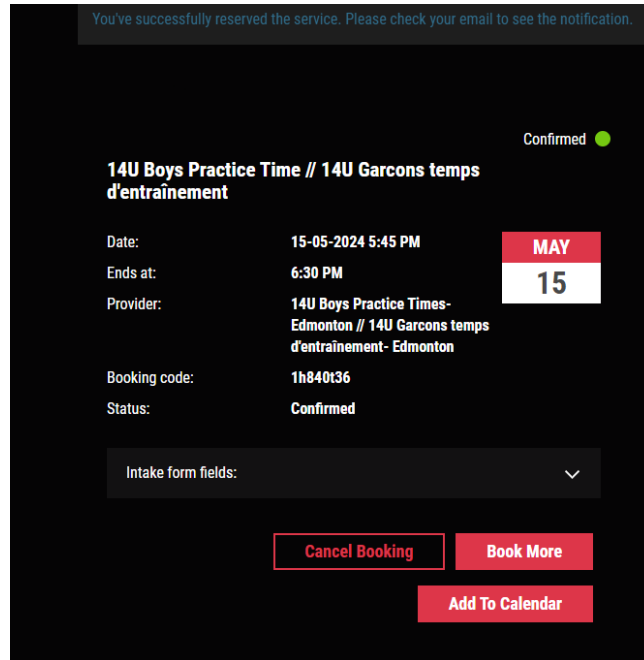 You've successfully reserved the service. Please check your email to see the notification.
Confirmed
14U Boys Practice Time // 14U Garcons temps
d'entraînement
Date: 15-05-2024 5:45 PM
MAY
15
Ends at: 6:30 PM
Provider: 14U Boys Practice Times-
Edmonton // 14U Garcons temps
d'entraînement- Edmonton
Booking code: 1h840t36
Status: Confirmed
Intake form fields:
Cancel Booking
Book More
Add To Calendar